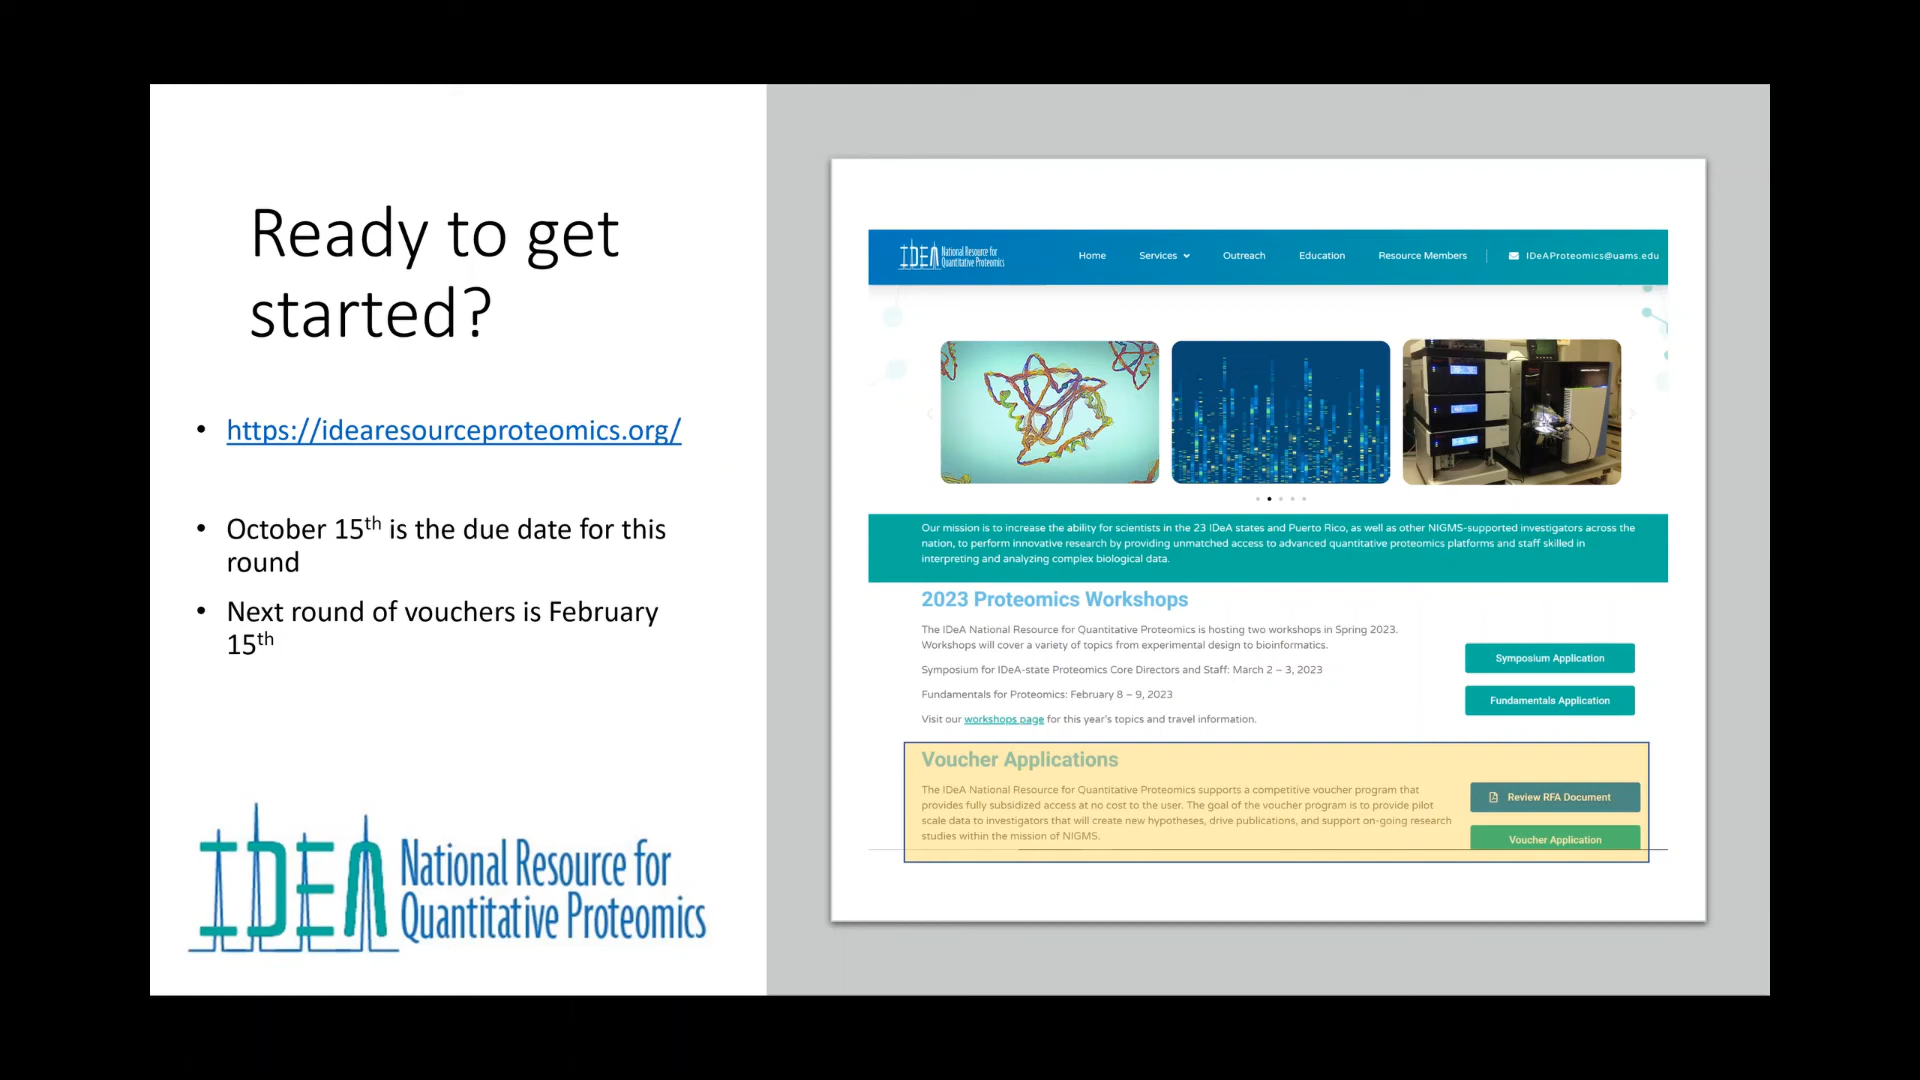 Ready to get
started?
• https://idearesourceproteomics.org/
• October 15th is the due date for this
round
• Next round of vouchers is February
15th
IDEA National Resource for
Quantitative Proteomics
IDEA National Resource for
Quantitative Proteomics
Home Services Outreach Education Resource Members IDeAProteomics@uams.edu
Our mission is to increase the ability for scientists in the 23 IDeA states and Puerto Rico, as well as other NIGMS-supported investigators across the
nation, to perform innovative research by providing unmatched access to advanced quantitative proteomics platforms and staff skilled in
interpreting and analyzing complex biological data.
2023 Proteomics Workshops
The IDeA National Resource for Quantitative Proteomics is hosting two workshops in Spring 2023.
Workshops will cover a variety of topics from experimental design to bioinformatics.
Symposium for IDeA-state Proteomics Core Directors and Staff: March 2 – 3, 2023
Fundamentals for Proteomics: February 8 – 9, 2023
Visit our workshops page for this year's topics and travel information.
Symposium Application
Fundamentals Application
Voucher Applications
The IDeA National Resource for Quantitative Proteomics supports a competitive voucher program that
provides fully subsidized access at no cost to the user. The goal of the voucher program is to provide pilot
scale data to investigators that will create new hypotheses, drive publications, and support on-going research
studies within the mission of NIGMS.
Review RFA Document
Voucher Application